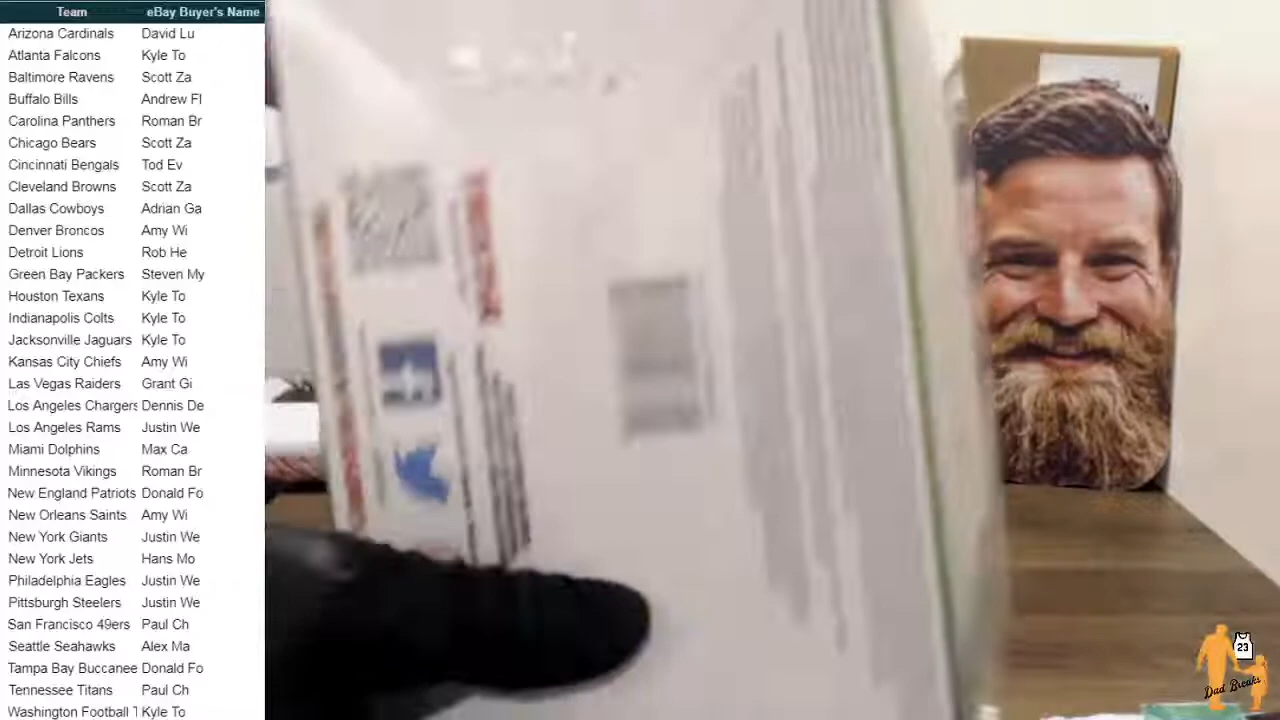 Team eBay Buyer's Name
Arizona Cardinals David Lu
Atlanta Falcons Kyle To
Baltimore Ravens Scott Za
Buffalo Bills Andrew Fl
Carolina Panthers Roman Br
Chicago Bears Scott Za
Cincinnati Bengals Tod Ev
Cleveland Browns Scott Za
Dallas Cowboys Adrian Ga
Denver Broncos Amy Wi
Detroit Lions Rob He
Green Bay Packers Steven My
Houston Texans Kyle To
Indianapolis Colts Kyle To
Jacksonville Jaguars Kyle To
Kansas City Chiefs Amy Wi
Las Vegas Raiders Grant Gi
Los Angeles Chargers Dennis De
Los Angeles Rams Justin We
Miami Dolphins Max Ca
Minnesota Vikings Roman Br
New England Patriots Donald Fo
New Orleans Saints Amy Wi
New York Giants Justin We
New York Jets Hans Mo
Philadelphia Eagles Justin We
Pittsburgh Steelers Justin We
San Francisco 49ers Paul Ch
Seattle Seahawks Alex Ma
Tampa Bay Buccanee Donald Fo
Tennessee Titans Paul Ch
Washington Football T Kyle To
23
Dad Breaks